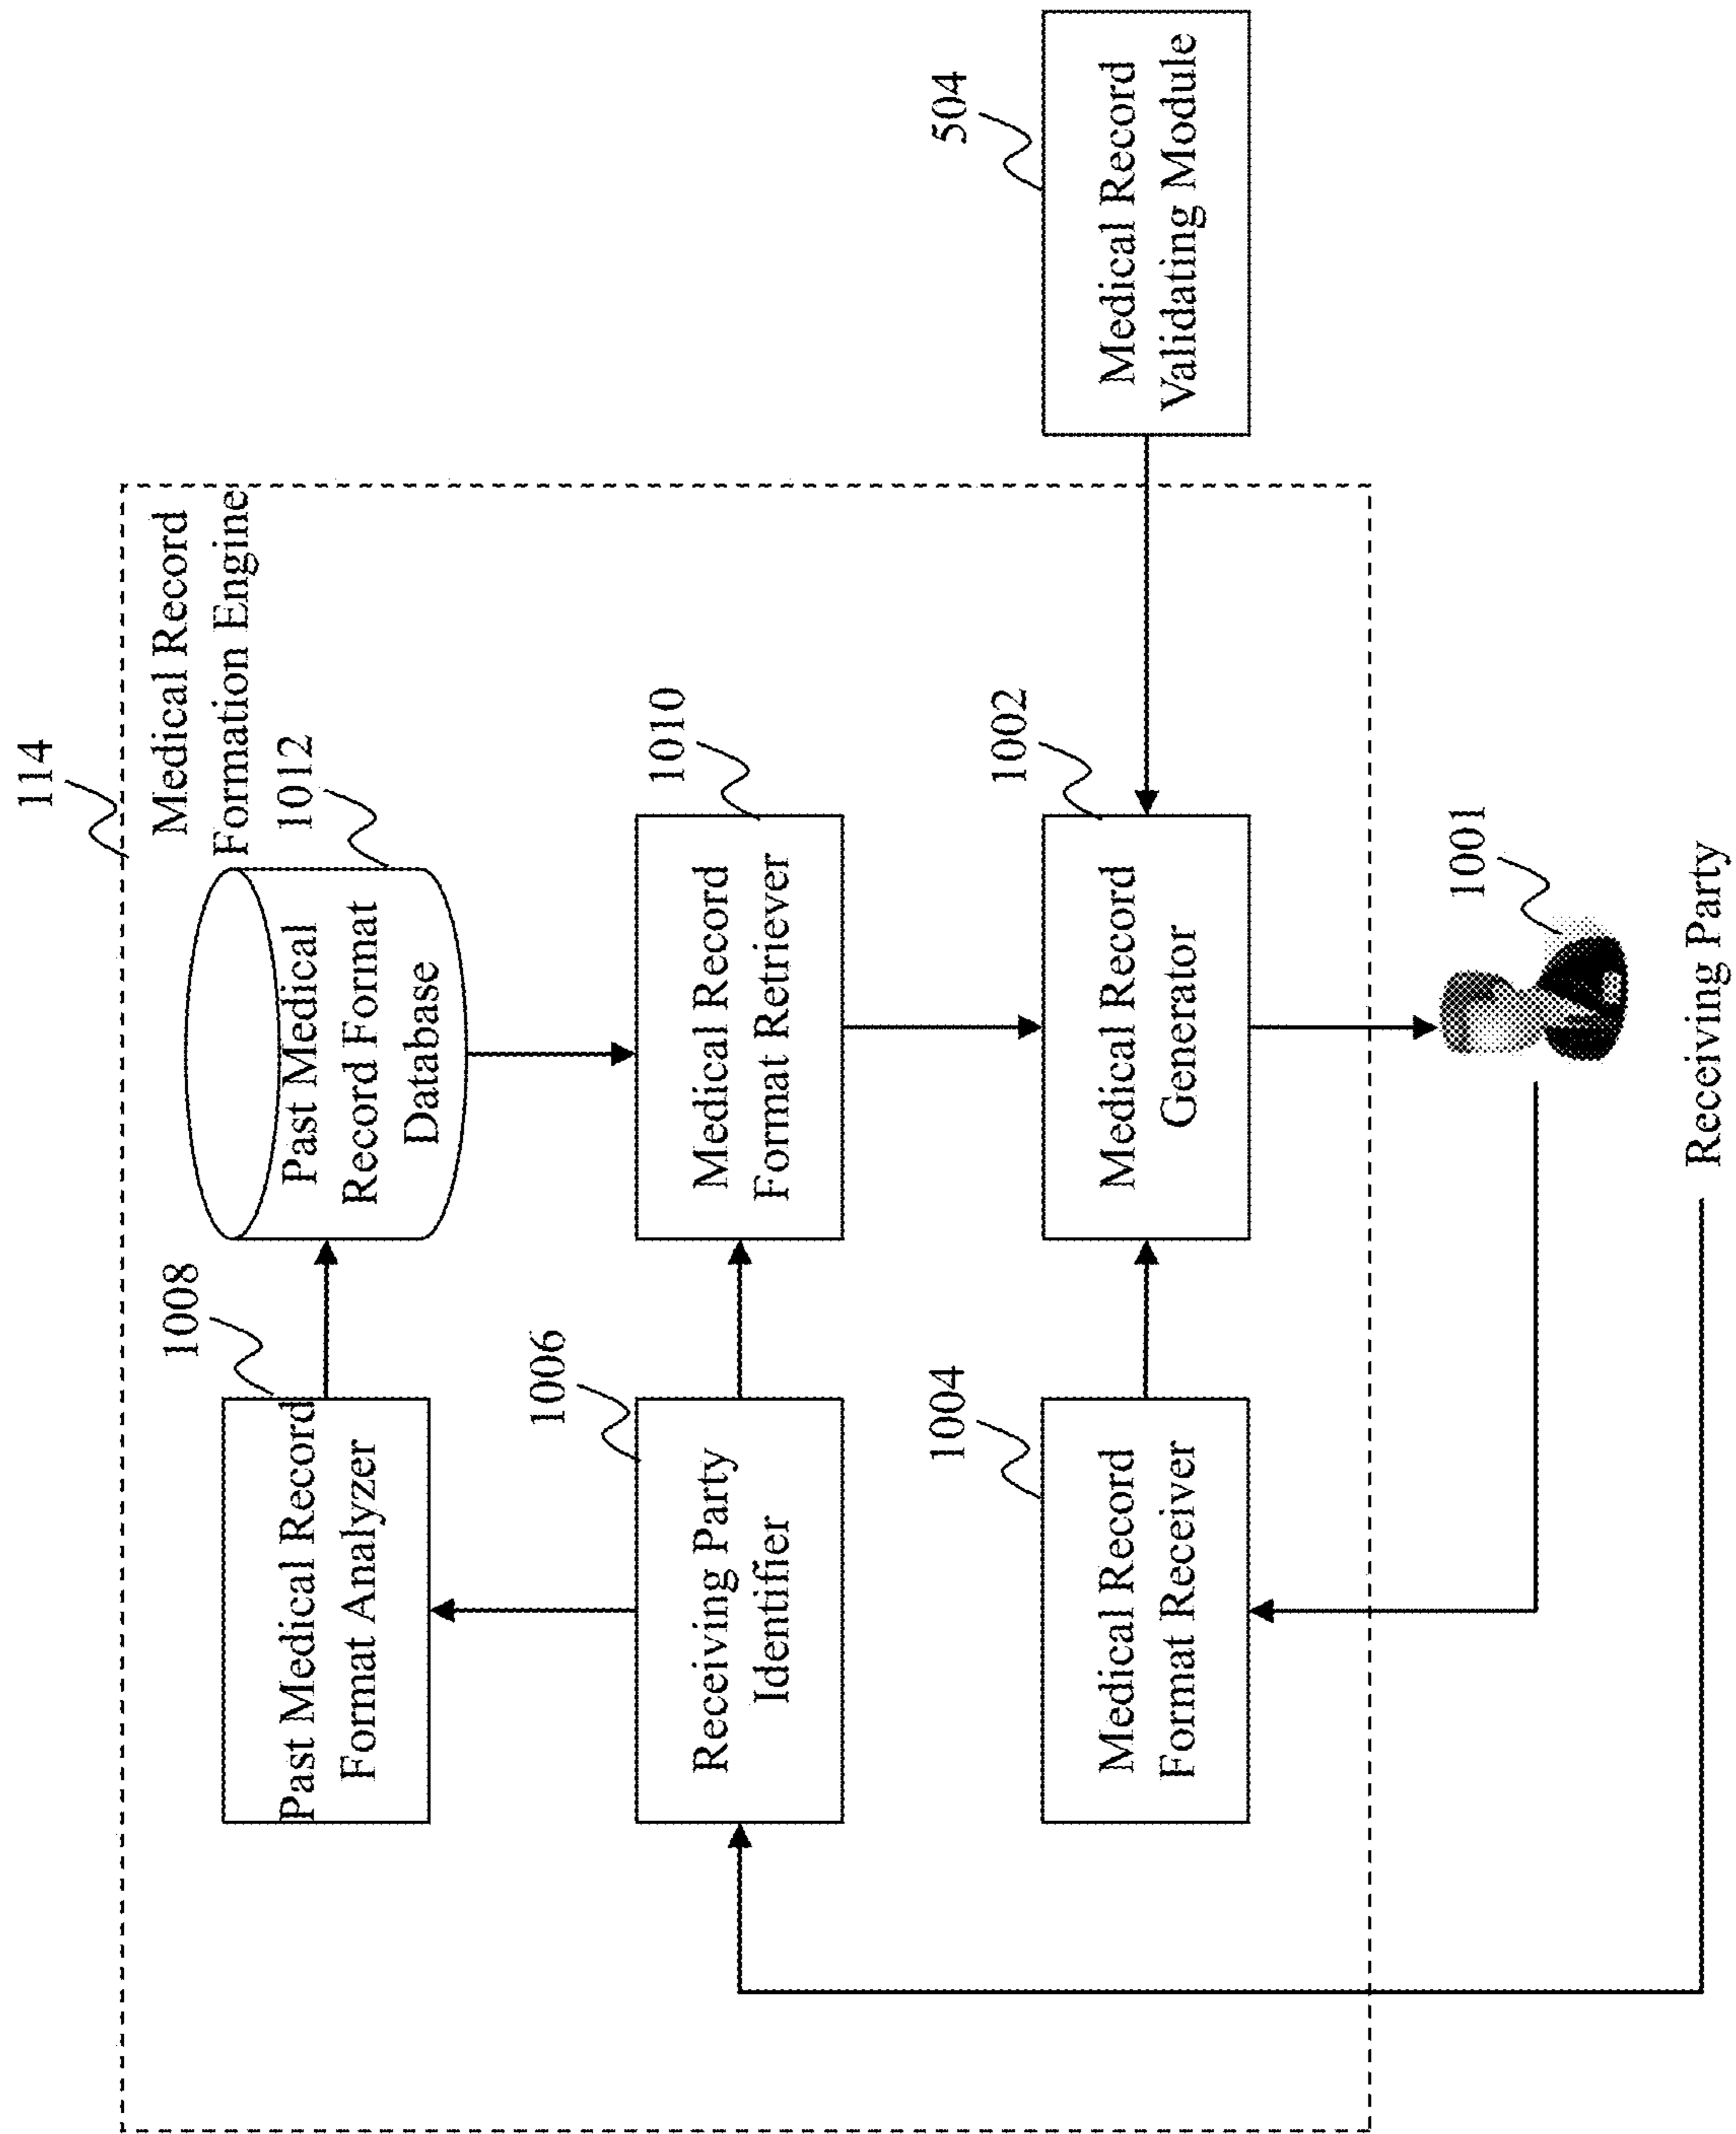 114
Medical Record
Formation Engine
1008
Past Medical Record
Format Analyzer
1012
Past Medical
Record Format
Database
1006
Receiving Party
Identifier
1010
Medical Record
Format Retriever
1004
Medical Record
Format Receiver
1002
Medical Record
Generator
504
Medical Record
Validating Module
1001
Receiving Party